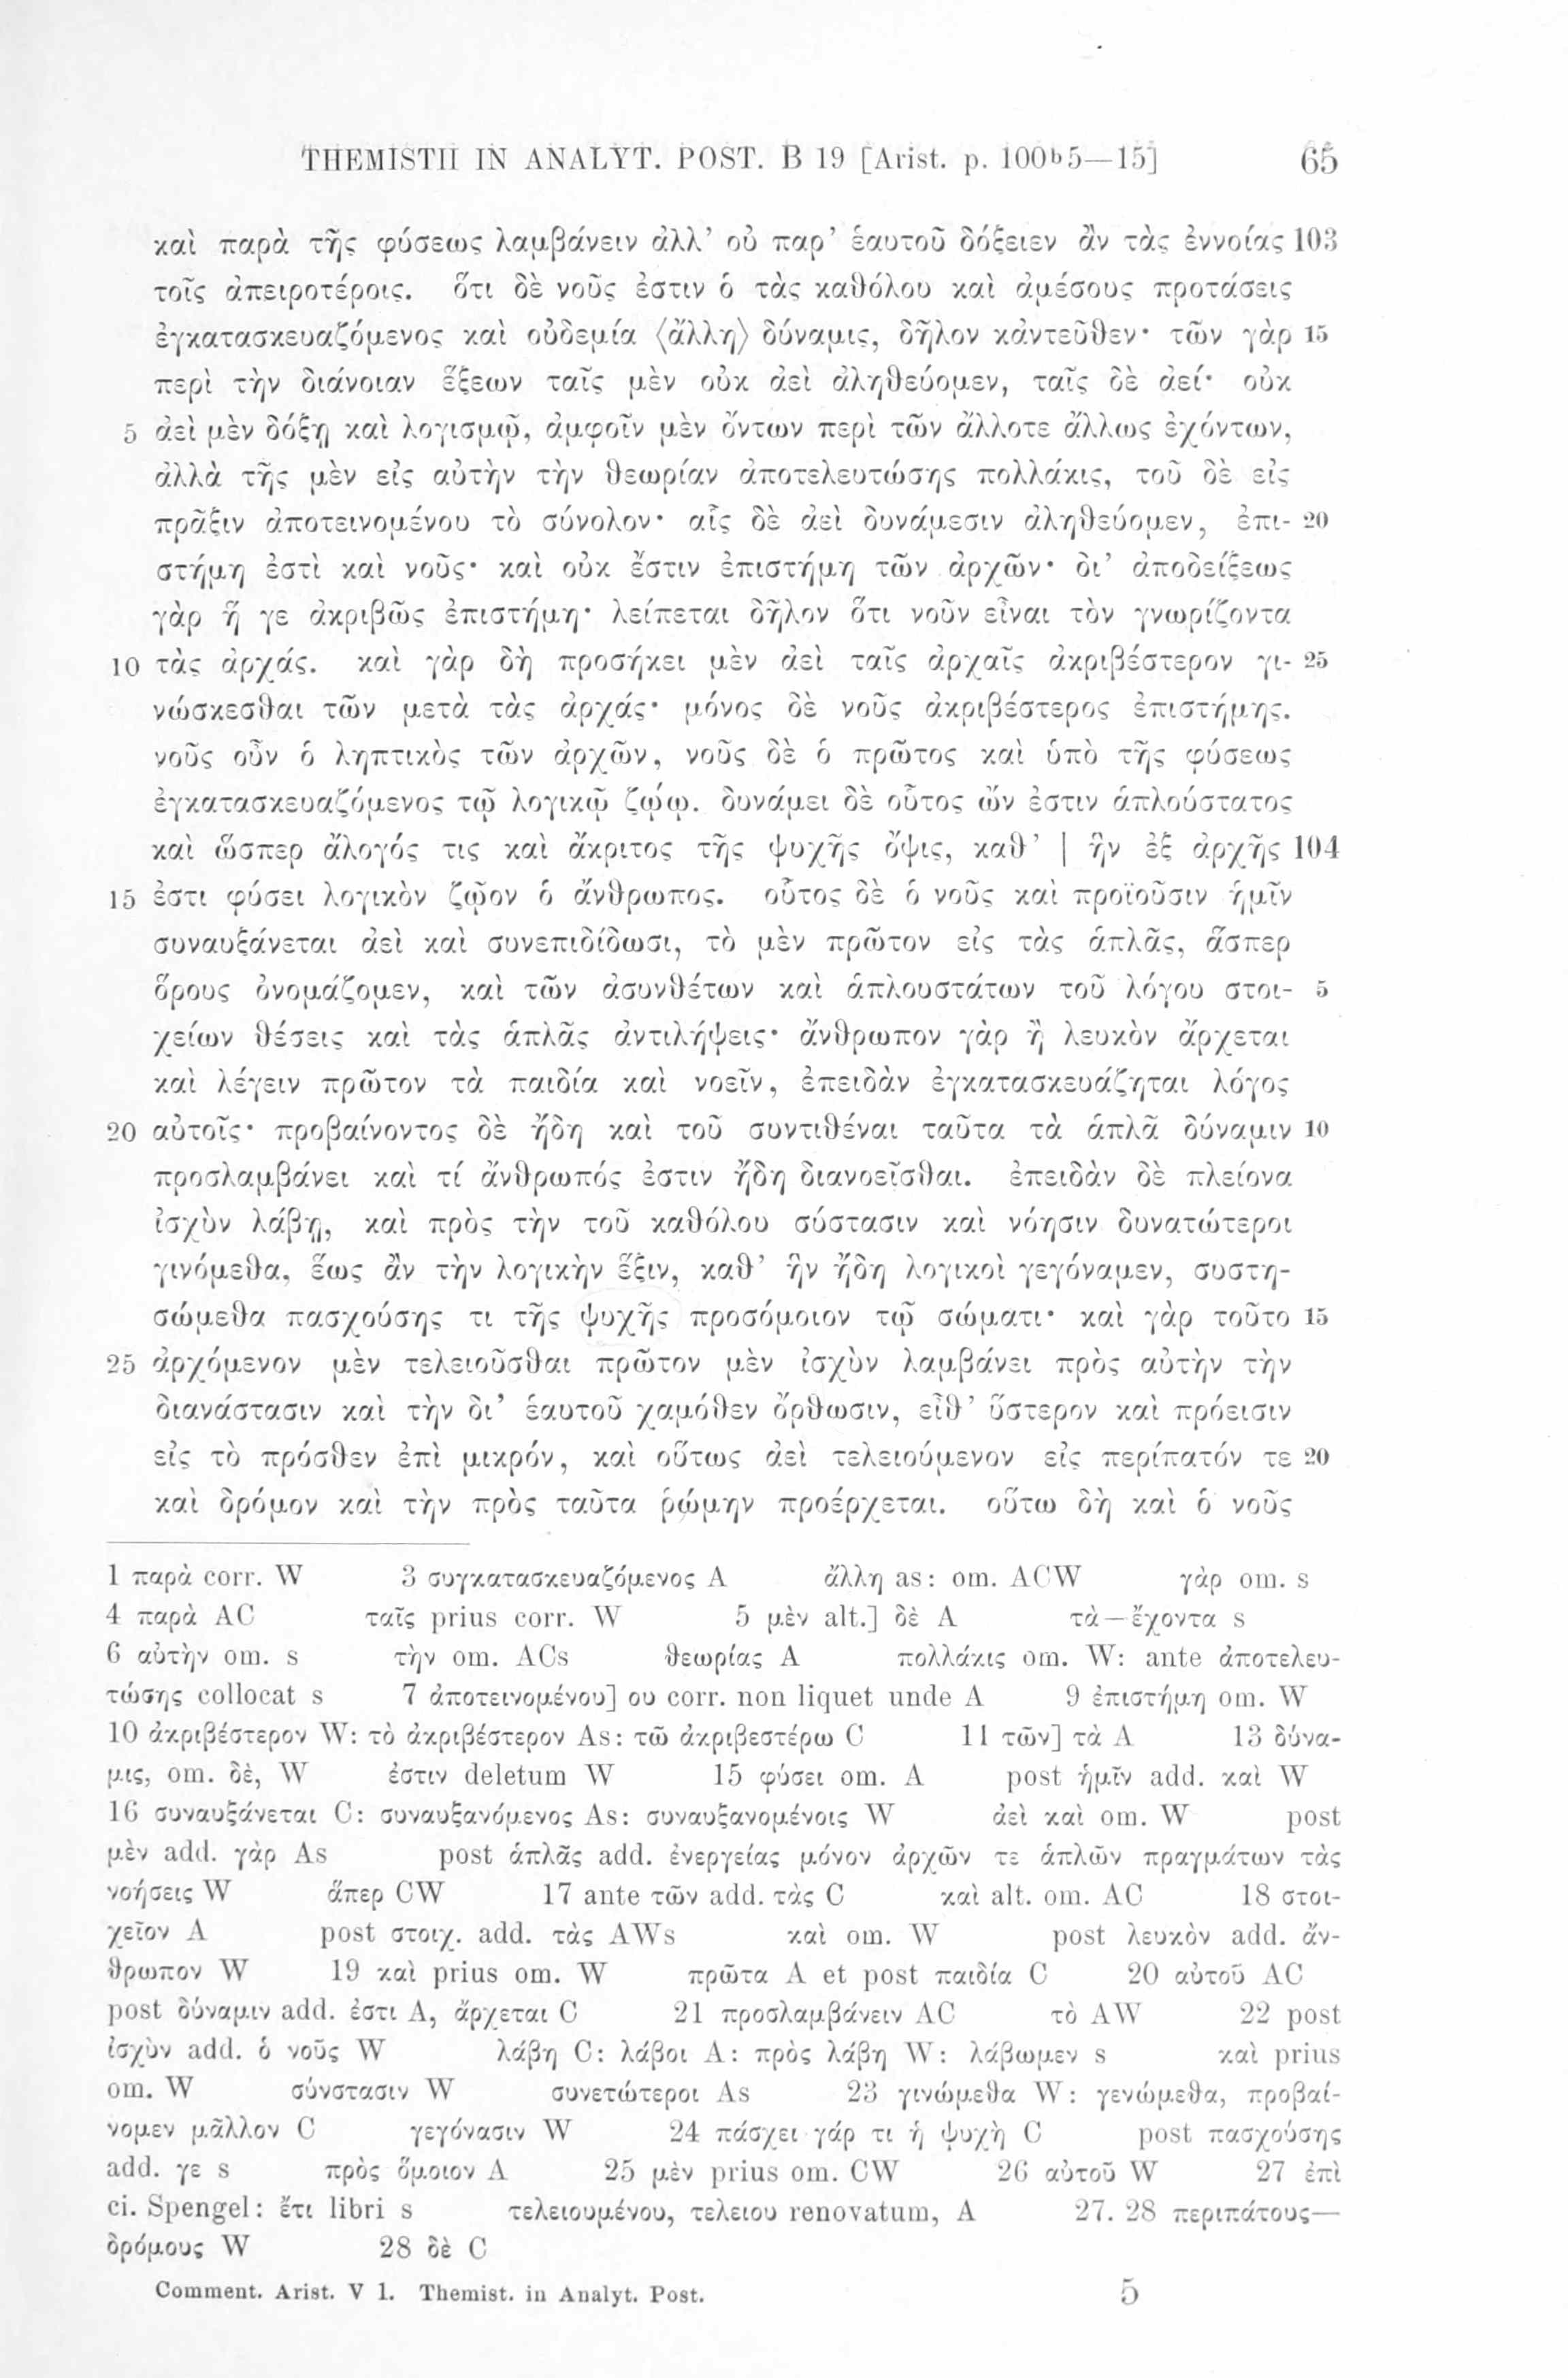 THEMISTII IN ANALYT. POST. B 19 [Arist. p. 100ᵇ5—15] 65
καὶ παρὰ τῆς φύσεως λαμβάνειν ἀλλ’ οὐ παρ’ ἑαυτοῦ δόξειεν ἂν τὰς ἐννοίας 103
τοῖς ἀπειροτέροις. ὅτι δὲ νοῦς ἐστιν ὁ τὰς καθόλου καὶ ἀμέσους προτάσεις
ἐγκατασκευαζόμενος καὶ οὐδεμία ⟨ἄλλη⟩ δύναμις, δῆλον κἀντεῦθεν· τῶν γὰρ 15
περὶ τὴν διάνοιαν ἕξεων ταῖς μὲν οὐκ ἀεὶ ἀληθεύομεν, ταῖς δὲ ἀεί· οὐκ
5 ἀεὶ μὲν δόξῃ καὶ λογισμῷ, ἀμφοῖν μὲν ὄντων περὶ τῶν ἄλλοτε ἄλλως ἐχόντων,
ἀλλὰ τῆς μὲν εἰς αὐτὴν τὴν θεωρίαν ἀποτελευτώσης πολλάκις, τοῦ δὲ εἰς
πρᾶξιν ἀποτεινομένου τὸ σύνολον· αἷς δὲ ἀεὶ δυνάμεσιν ἀληθεύομεν, ἐπι- 20
στήμη ἐστὶ καὶ νοῦς· καὶ οὐκ ἔστιν ἐπιστήμη τῶν ἀρχῶν· δι’ ἀποδείξεως
γὰρ ἥ γε ἀκριβῶς ἐπιστήμη· λείπεται δῆλον ὅτι νοῦν εἶναι τὸν γνωρίζοντα
10 τὰς ἀρχάς. καὶ γὰρ δὴ προσήκει μὲν ἀεὶ ταῖς ἀρχαῖς ἀκριβέστερον γι- 25
νώσκεσθαι τῶν μετὰ τὰς ἀρχάς· μόνος δὲ νοῦς ἀκριβέστερος ἐπιστήμης.
νοῦς οὖν ὁ ληπτικὸς τῶν ἀρχῶν, νοῦς δὲ ὁ πρῶτος καὶ ὑπὸ τῆς φύσεως
ἐγκατασκευαζόμενος τῷ λογικῷ ζῴῳ. δυνάμει δὲ οὗτος ὤν ἐστιν ἁπλούστατος
καὶ ὥσπερ ἄλογός τις καὶ ἄκριτος τῆς ψυχῆς ὄψις, καθ’ | ἣν ἐξ ἀρχῆς 104
15 ἐστι φύσει λογικὸν ζῷον ὁ ἄνθρωπος. οὗτος δὲ ὁ νοῦς καὶ προϊοῦσιν ἡμῖν
συναυξάνεται ἀεὶ καὶ συνεπιδίδωσι, τὸ μὲν πρῶτον εἰς τὰς ἁπλᾶς, ἅσπερ
ὅρους ὀνομάζομεν, καὶ τῶν ἀσυνθέτων καὶ ἁπλουστάτων τοῦ λόγου στοι- 5
χείων θέσεις καὶ τὰς ἁπλᾶς ἀντιλήψεις· ἄνθρωπον γὰρ ἢ λευκὸν ἄρχεται
καὶ λέγειν πρῶτον τὰ παιδία καὶ νοεῖν, ἐπειδὰν ἐγκατασκευάζηται λόγος
20 αὐτοῖς· προβαίνοντος δὲ ἤδη καὶ τοῦ συντιθέναι ταῦτα τὰ ἁπλᾶ δύναμιν 10
προσλαμβάνει καὶ τί ἄνθρωπός ἐστιν ἤδη διανοεῖσθαι. ἐπειδὰν δὲ πλείονα
ἰσχὺν λάβῃ, καὶ πρὸς τὴν τοῦ καθόλου σύστασιν καὶ νόησιν δυνατώτεροι
γινόμεθα, ἕως ἂν τὴν λογικὴν ἕξιν, καθ’ ἣν ἤδη λογικοὶ γεγόναμεν, συστη-
σώμεθα πασχούσης τι τῆς ψυχῆς προσόμοιον τῷ σώματι· καὶ γὰρ τοῦτο 15
25 ἀρχόμενον μὲν τελειοῦσθαι πρῶτον μὲν ἰσχὺν λαμβάνει πρὸς αὐτὴν τὴν
διανάστασιν καὶ τὴν δι’ ἑαυτοῦ χαμόθεν ὄρθωσιν, εἶθ’ ὕστερον καὶ πρόεισιν
εἰς τὸ πρόσθεν ἐπὶ μικρόν, καὶ οὕτως ἀεὶ τελειούμενον εἰς περίπατόν τε 20
καὶ δρόμον καὶ τὴν πρὸς ταῦτα ῥώμην προέρχεται. οὕτω δὴ καὶ ὁ νοῦς
1 παρὰ corr. W 3 συγκατασκευαζόμενος A ἄλλη as: om. ACW γὰρ om. s
4 παρὰ AC ταῖς prius corr. W 5 μὲν alt.] δὲ A τὰ—ἔχοντα s
6 αὐτὴν om. s τὴν om. ACs θεωρίας A πολλάκις om. W: ante ἀποτελευ-
τώσης collocat s 7 ἀποτεινομένου] ου corr. non liquet unde A 9 ἐπιστήμη om. W
10 ἀκριβέστερον W: τὸ ἀκριβέστερον As: τῶ ἀκριβεστέρω C 11 τῶν] τὰ A 13 δύνα-
μις, om. δὲ, W ἐστιν deletum W 15 φύσει om. A post ἡμῖν add. καὶ W
16 συναυξάνεται C: συναυξανόμενος As: συναυξανομένοις W ἀεὶ καὶ om. W post
μὲν add. γὰρ As post ἁπλᾶς add. ἐνεργείας μόνον ἀρχῶν τε ἁπλῶν πραγμάτων τὰς
νοήσεις W ἅπερ CW 17 ante τῶν add. τὰς C καὶ alt. om. AC 18 στοι-
χεῖον A post στοιχ. add. τὰς AWs καὶ om. W post λευκὸν add. ἄν-
θρωπον W 19 καὶ prius om. W πρῶτα A et post παιδία C 20 αὐτοῦ AC
post δύναμιν add. ἐστι A, ἄρχεται C 21 προσλαμβάνειν AC τὸ AW 22 post
ἰσχὺν add. ὁ νοῦς W λάβη C: λάβοι A: πρὸς λάβη W: λάβωμεν s καὶ prius
om. W σύνστασιν W συνετώτεροι As 23 γινώμεθα W: γενώμεθα, προβαί-
νομεν μᾶλλον C γεγόνασιν W 24 πάσχει γάρ τι ἡ ψυχὴ C post πασχούσης
add. γε s πρὸς ὅμοιον A 25 μὲν prius om. CW 26 αὐτοῦ W 27 ἐπὶ
ci. Spengel: ἔτι libri s τελειουμένου, τελειου renovatum, A 27. 28 περιπάτους—
δρόμους W 28 δὲ C
Comment. Arist. V 1. Themist. in Analyt. Post. 5